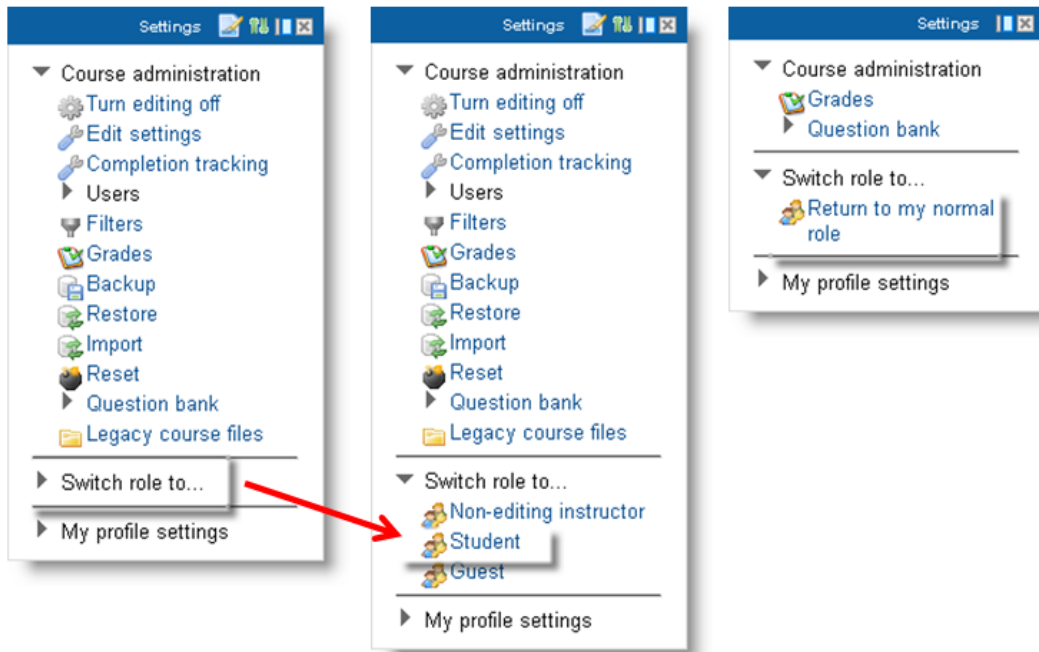 Settings
Course administration
Turn editing off
Edit settings
Completion tracking
Users
Filters
Grades
Backup
Restore
Import
Reset
Question bank
Legacy course files
Switch role to...
My profile settings
Settings
Course administration
Turn editing off
Edit settings
Completion tracking
Users
Filters
Grades
Backup
Restore
Import
Reset
Question bank
Legacy course files
Switch role to...
Non-editing instructor
Student
Guest
My profile settings
Settings
Course administration
Grades
Question bank
Switch role to...
Return to my normal
role
My profile settings